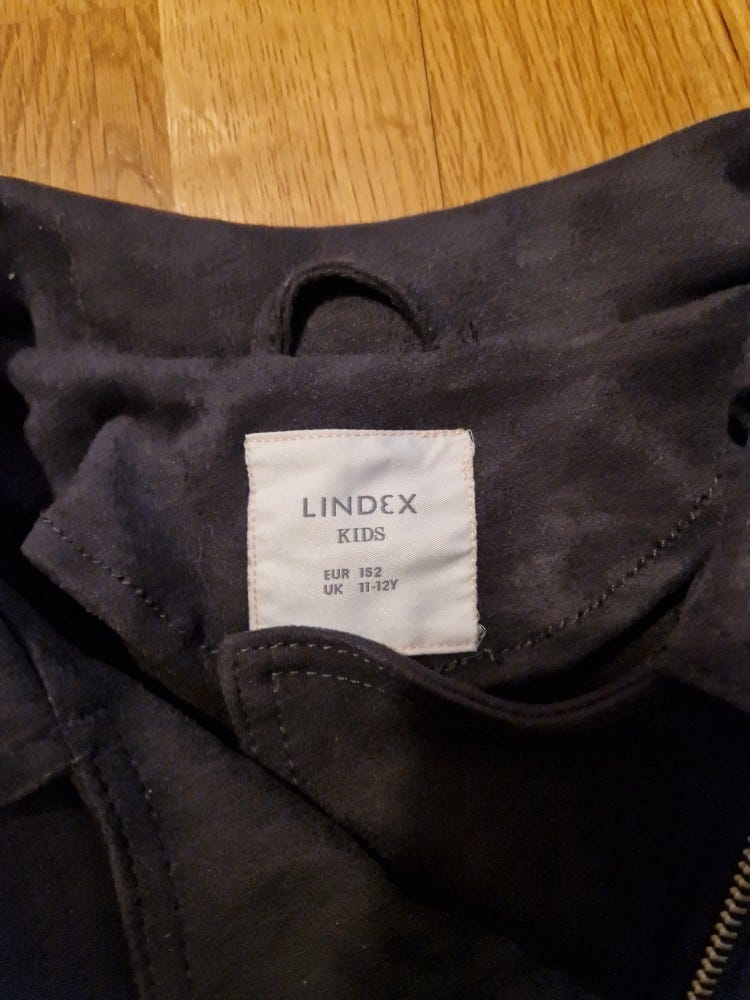 LINDEX
KIDS
EUR 152
UK 11-12Y